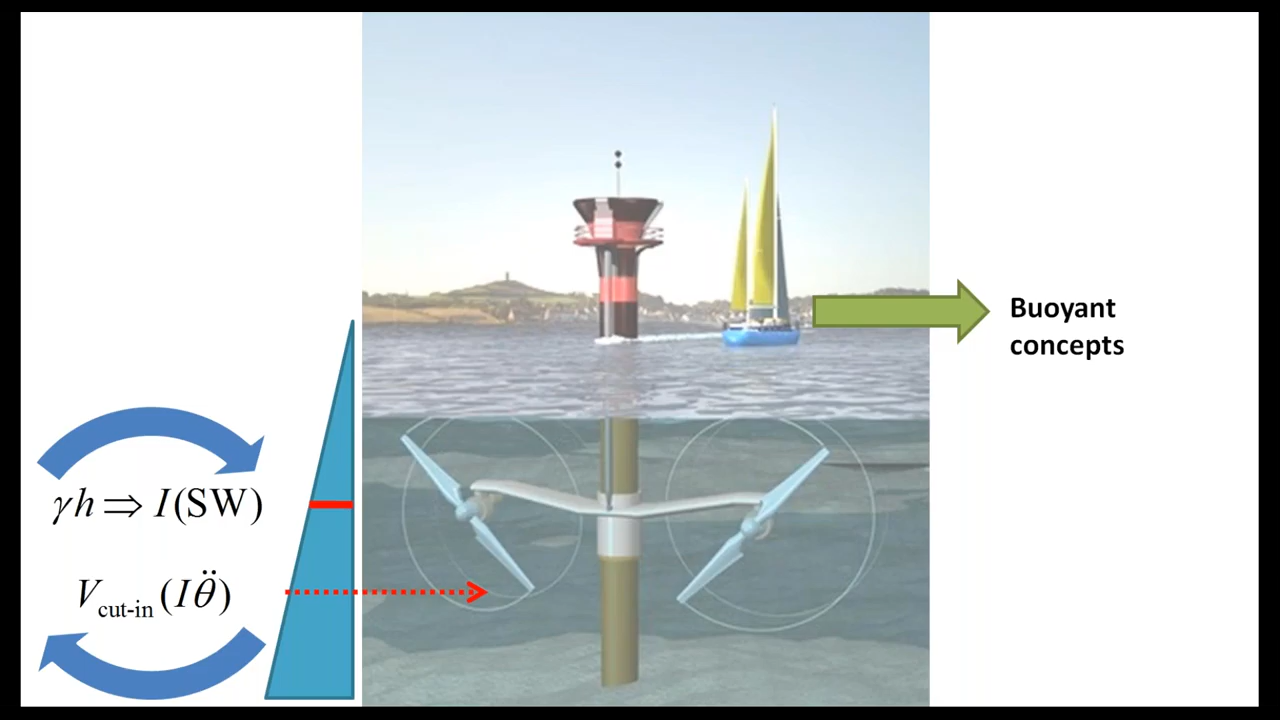 γh ⇒ I(SW)
V_cut-in (Iθ̈)
Buoyant
concepts